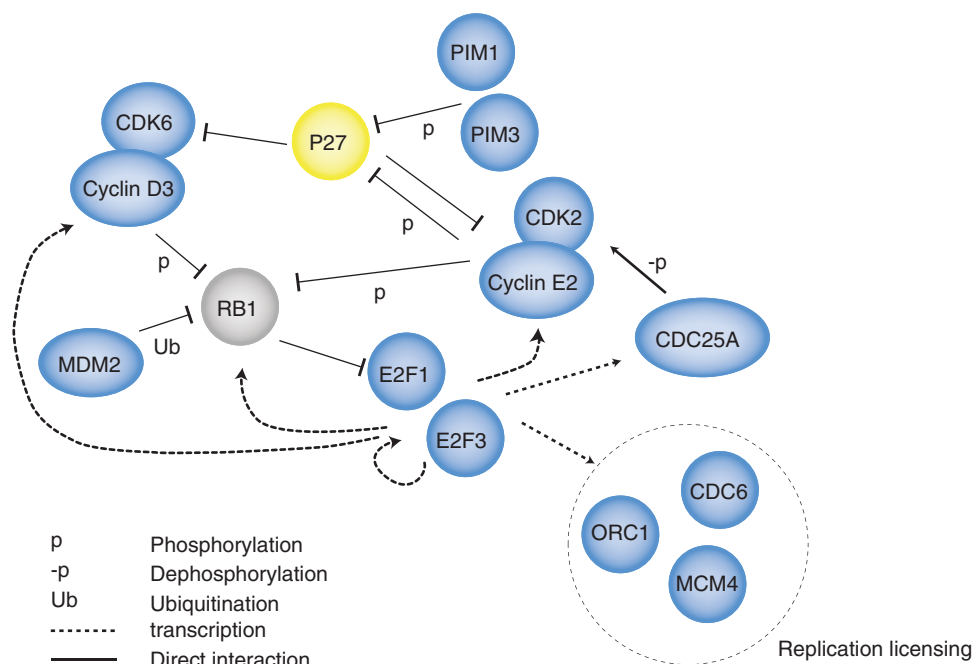 PIM1
CDK6
P27
p
PIM3
Cyclin D3
CDK2
p
p
Cyclin E2
-p
p
RB1
Ub
CDC25A
MDM2
E2F1
E2F3
CDC6
ORC1
MCM4
p Phosphorylation
-p Dephosphorylation
Ub Ubiquitination
transcription
Direct interaction
Replication licensing